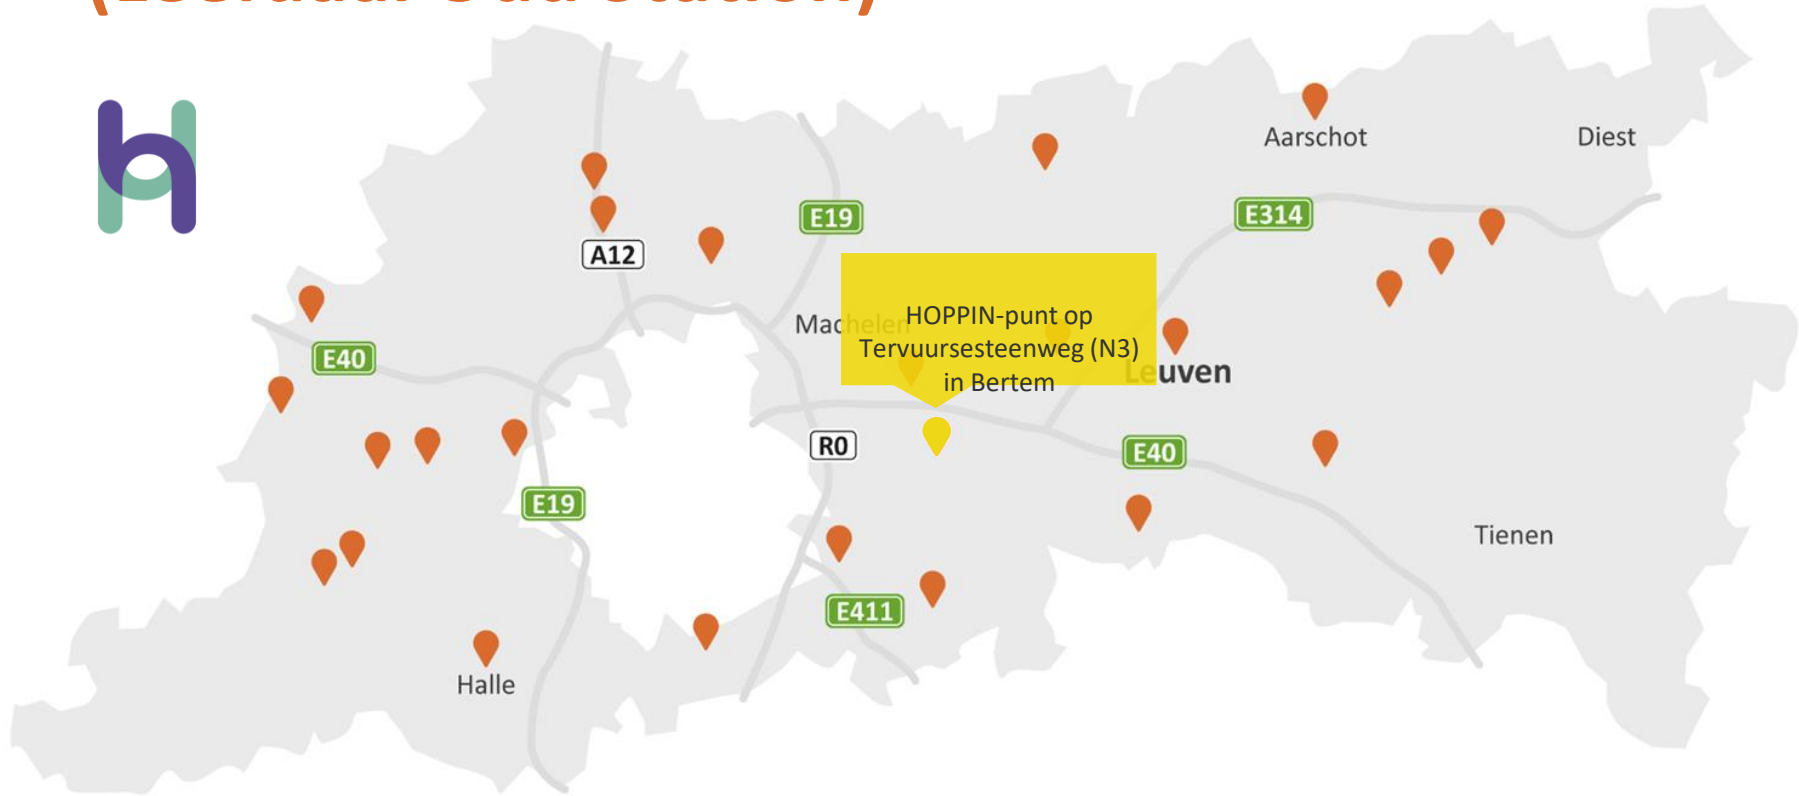 Aarschot
Diest
E19
E314
A12
HOPPIN-punt op
Machelen
Tervuursesteenweg (N3)
E40
in Bertem
Leuven
R0
E40
E19
Tienen
E411
Halle